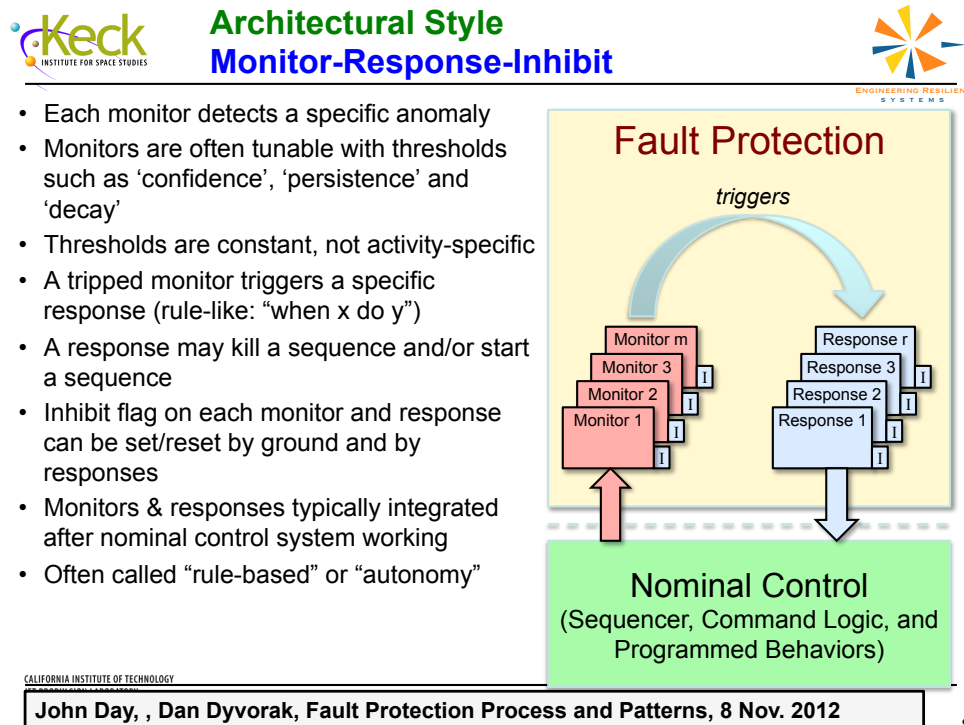 Keck
INSTITUTE FOR SPACE STUDIES
Architectural Style
Monitor-Response-Inhibit
ENGINEERING RESILIEN
SYSTEMS
• Each monitor detects a specific anomaly
• Monitors are often tunable with thresholds
such as ‘confidence’, ‘persistence’ and
‘decay’
• Thresholds are constant, not activity-specific
• A tripped monitor triggers a specific
response (rule-like: “when x do y”)
• A response may kill a sequence and/or start
a sequence
• Inhibit flag on each monitor and response
can be set/reset by ground and by
responses
• Monitors & responses typically integrated
after nominal control system working
• Often called “rule-based” or “autonomy”
Fault Protection
triggers
Monitor m
I
Monitor 3
I
Monitor 2
I
Monitor 1
I
Response r
I
Response 3
I
Response 2
I
Response 1
I
Nominal Control
(Sequencer, Command Logic, and
Programmed Behaviors)
CALIFORNIA INSTITUTE OF TECHNOLOGY
John Day, , Dan Dyvorak, Fault Protection Process and Patterns, 8 Nov. 2012